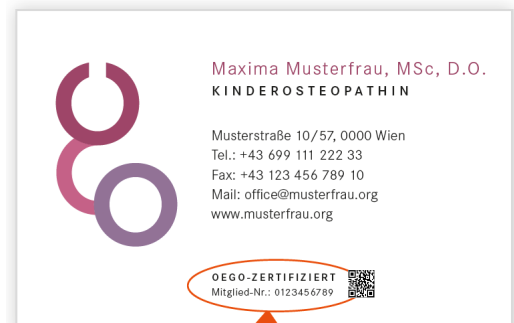 Maxima Musterfrau, MSc, D.O.
KINDEROSTEOPATHIN
Musterstraße 10/57, 0000 Wien
Tel.: +43 699 111 222 33
Fax: +43 123 456 789 10
Mail: office@musterfrau.org
www.musterfrau.org
OEGO-ZERTIFIZIERT
Mitglied-Nr.: 0123456789